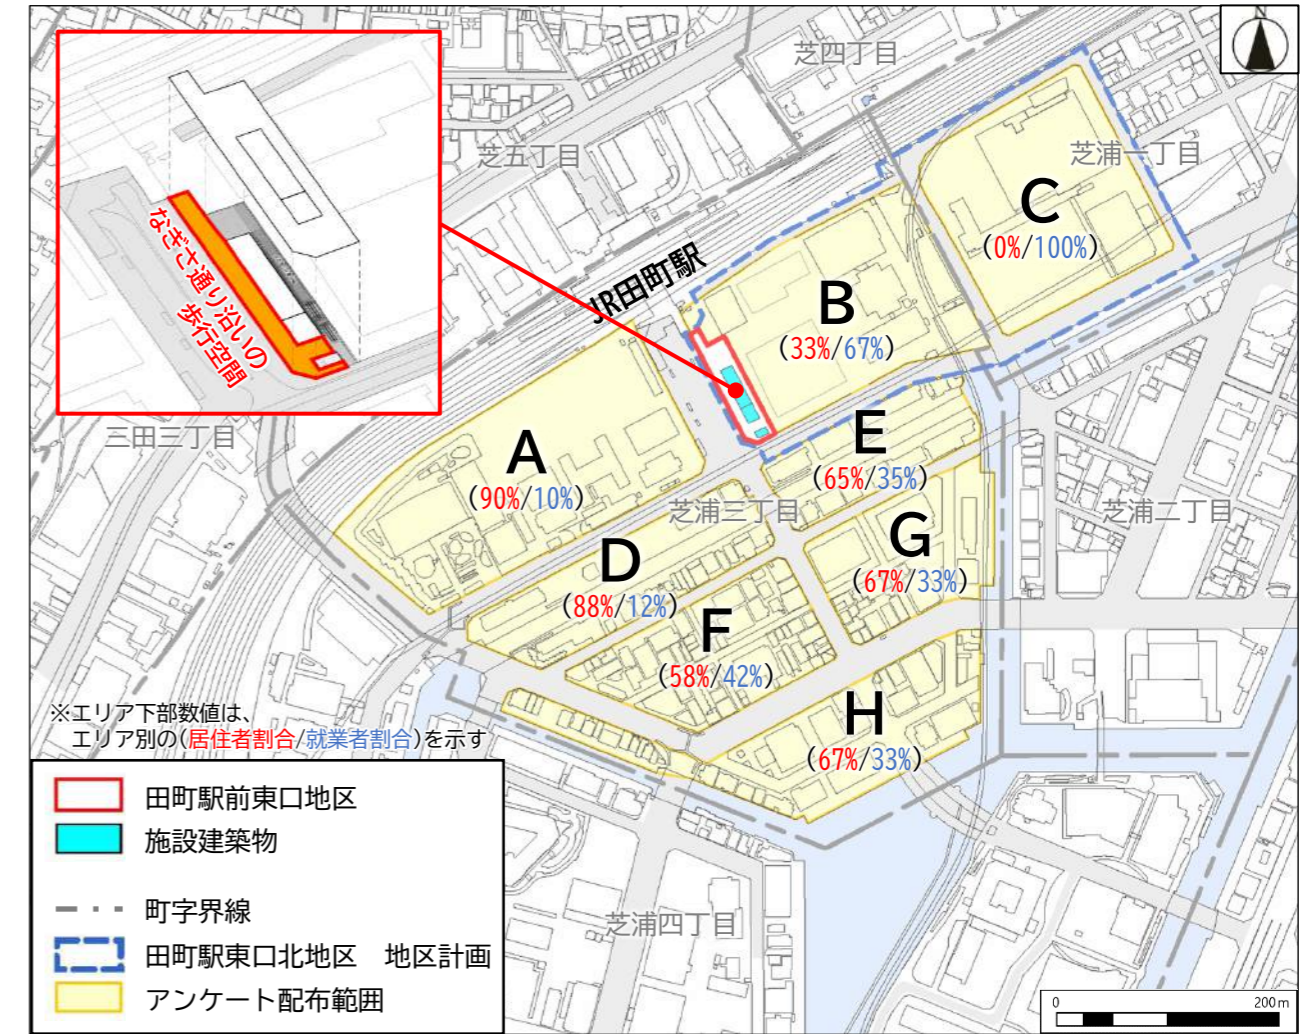 N
芝四丁目
芝浦一丁目
芝五丁目
C
(0%/100%)
なぎさ通り沿いの
歩行空間
JR田町駅
B
(33%/67%)
三田三丁目
A
(90%/10%)
E
(65%/35%)
芝浦三丁目
芝浦二丁目
G
(67%/33%)
D
(88%/12%)
F
(58%/42%)
H
(67%/33%)
※エリア下部数値は、
エリア別の(居住者割合/就業者割合)を示す
田町駅前東口地区
施設建築物
町字界線
田町駅東口北地区　地区計画
アンケート配布範囲
芝浦四丁目
0 200m